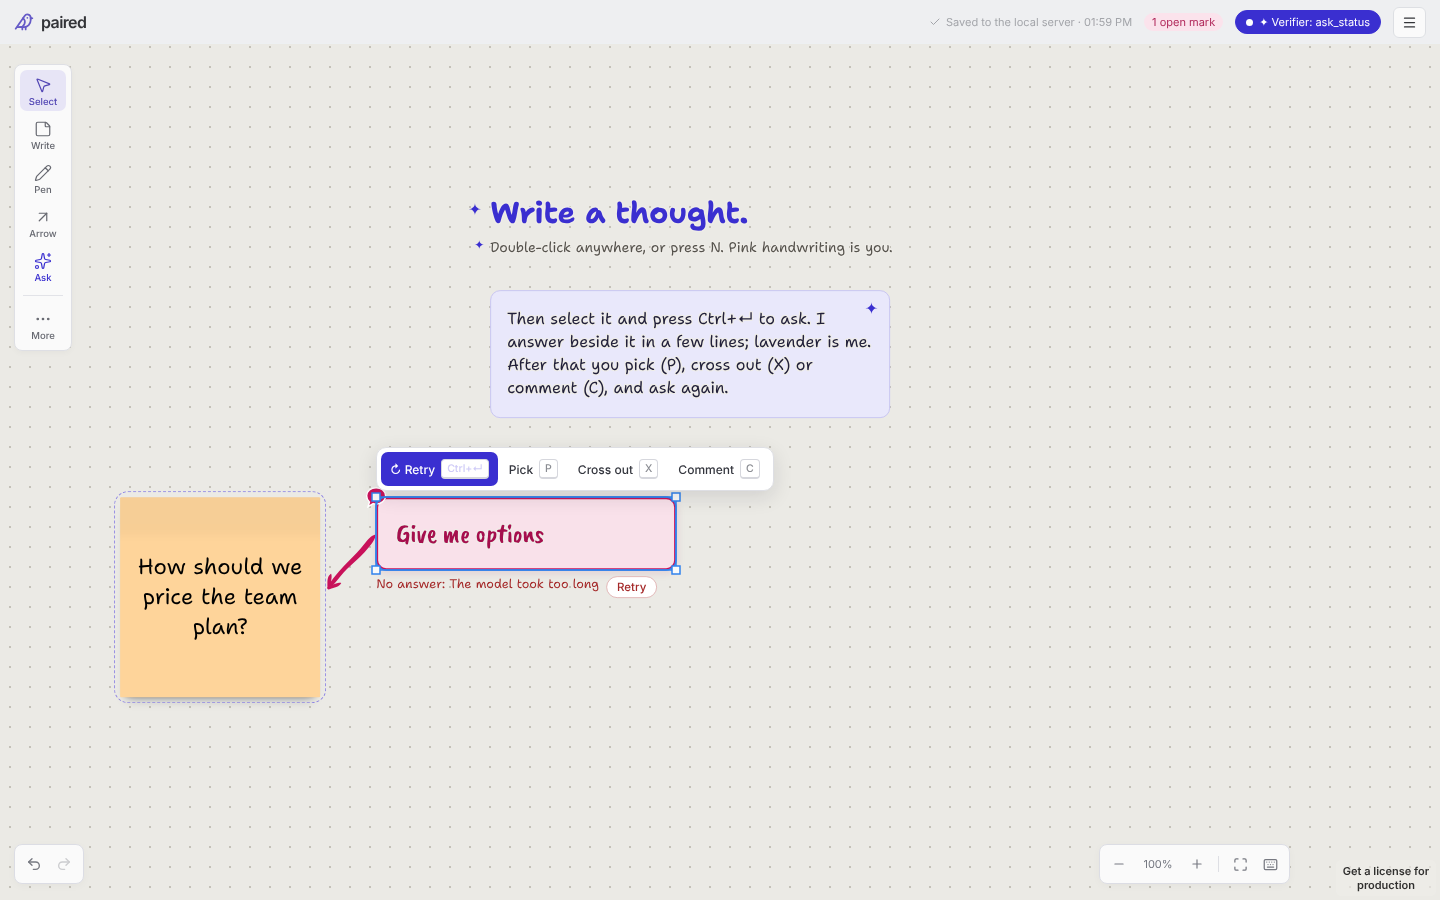 paired
Saved to the local server · 01:59 PM
1 open mark
✦ Verifier: ask_status
Select
Write
Pen
Arrow
Ask
More
Write a thought.
Double-click anywhere, or press N. Pink handwriting is you.
Then select it and press Ctrl+↵ to ask. I
answer beside it in a few lines; lavender is me.
After that you pick (P), cross out (X) or
comment (C), and ask again.
Retry Ctrl+↵ Pick P Cross out X Comment C
Give me options
No answer: The model took too long Retry
How should we
price the team
plan?
100%
Get a license for
production